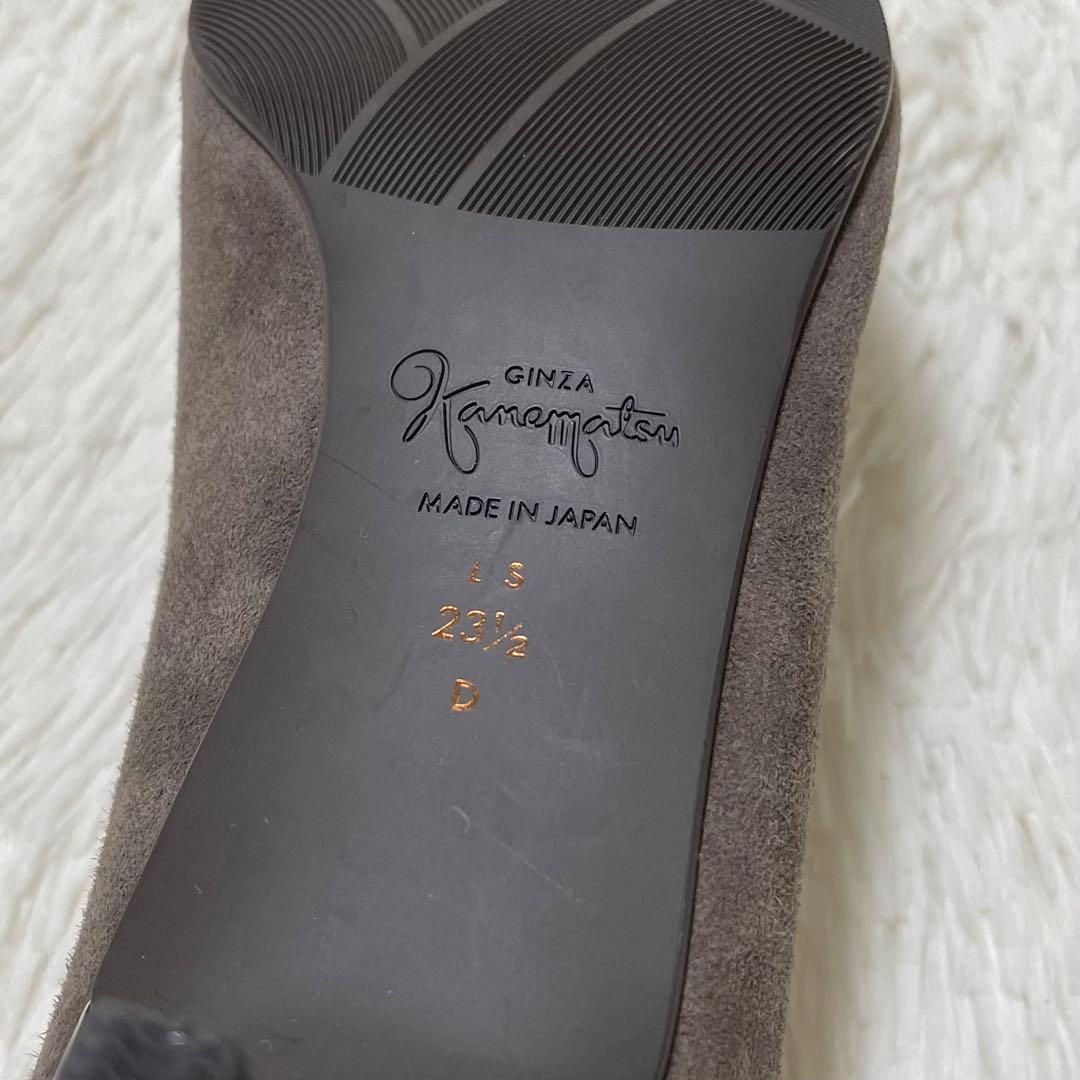 GINZA
Kanematsu
MADE IN JAPAN
L S
23½
D